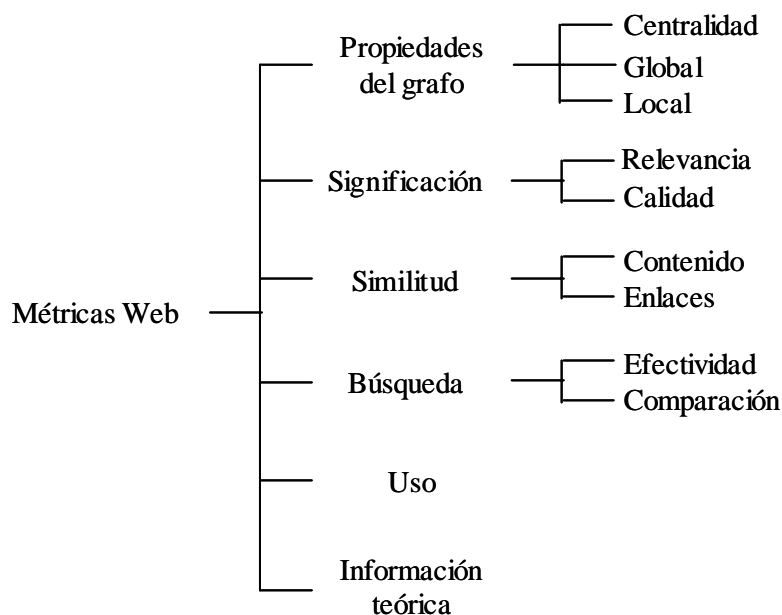 Métricas Web
Propiedades
del grafo
Centralidad
Global
Local
Significación
Relevancia
Calidad
Similitud
Contenido
Enlaces
Búsqueda
Efectividad
Comparación
Uso
Información
teórica